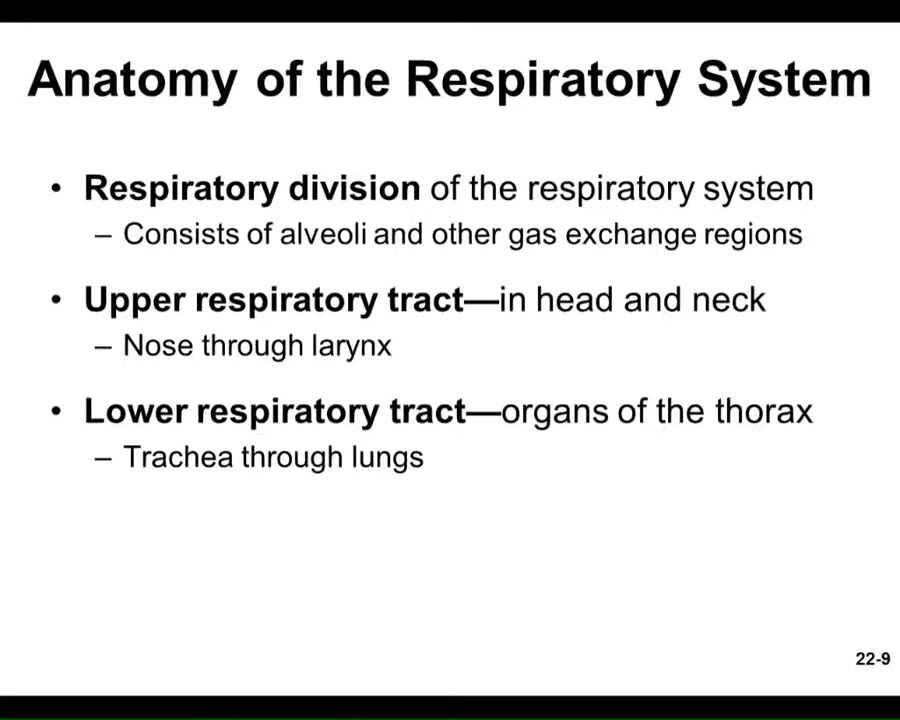 Anatomy of the Respiratory System
• Respiratory division of the respiratory system
– Consists of alveoli and other gas exchange regions
• Upper respiratory tract—in head and neck
– Nose through larynx
• Lower respiratory tract—organs of the thorax
– Trachea through lungs
22-9